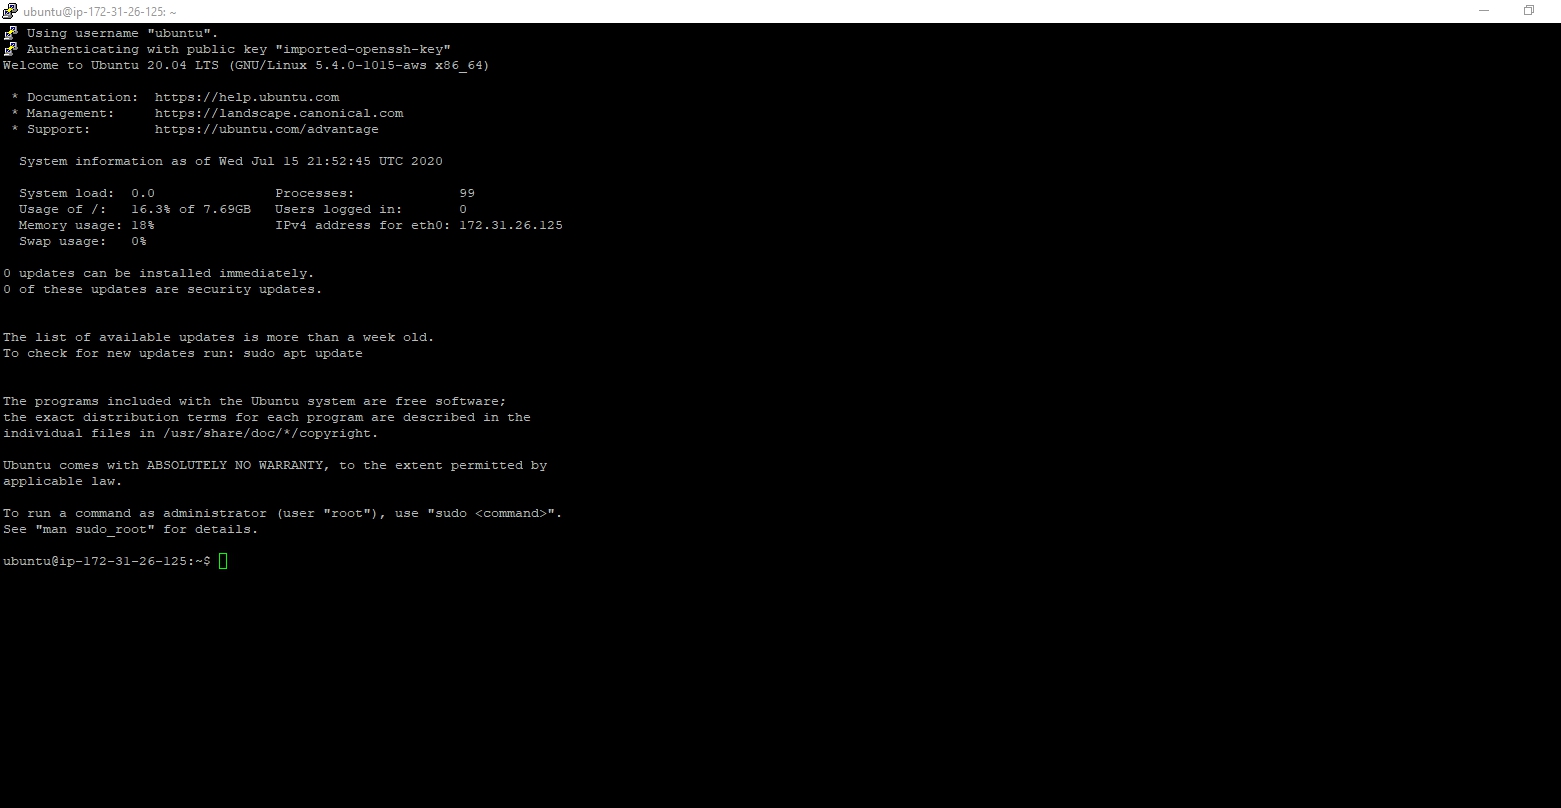 ubuntu@ip-172-31-26-125: ~
Using username "ubuntu".
Authenticating with public key "imported-openssh-key"
Welcome to Ubuntu 20.04 LTS (GNU/Linux 5.4.0-1015-aws x86_64)
* Documentation:  https://help.ubuntu.com
* Management:     https://landscape.canonical.com
* Support:        https://ubuntu.com/advantage
System information as of Wed Jul 15 21:52:45 UTC 2020
System load:  0.0               Processes:             99
Usage of /:   16.3% of 7.69GB   Users logged in:       0
Memory usage: 18%               IPv4 address for eth0: 172.31.26.125
Swap usage:   0%
0 updates can be installed immediately.
0 of these updates are security updates.
The list of available updates is more than a week old.
To check for new updates run: sudo apt update
The programs included with the Ubuntu system are free software;
the exact distribution terms for each program are described in the
individual files in /usr/share/doc/*/copyright.
Ubuntu comes with ABSOLUTELY NO WARRANTY, to the extent permitted by
applicable law.
To run a command as administrator (user "root"), use "sudo <command>".
See "man sudo_root" for details.
ubuntu@ip-172-31-26-125:~$